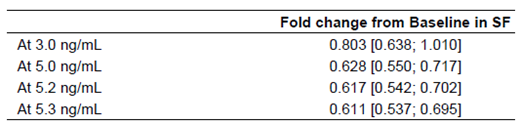 Fold change from Baseline in SF
At 3.0 ng/mL 0.803 [0.638; 1.010]
At 5.0 ng/mL 0.628 [0.550; 0.717]
At 5.2 ng/mL 0.617 [0.542; 0.702]
At 5.3 ng/mL 0.611 [0.537; 0.695]